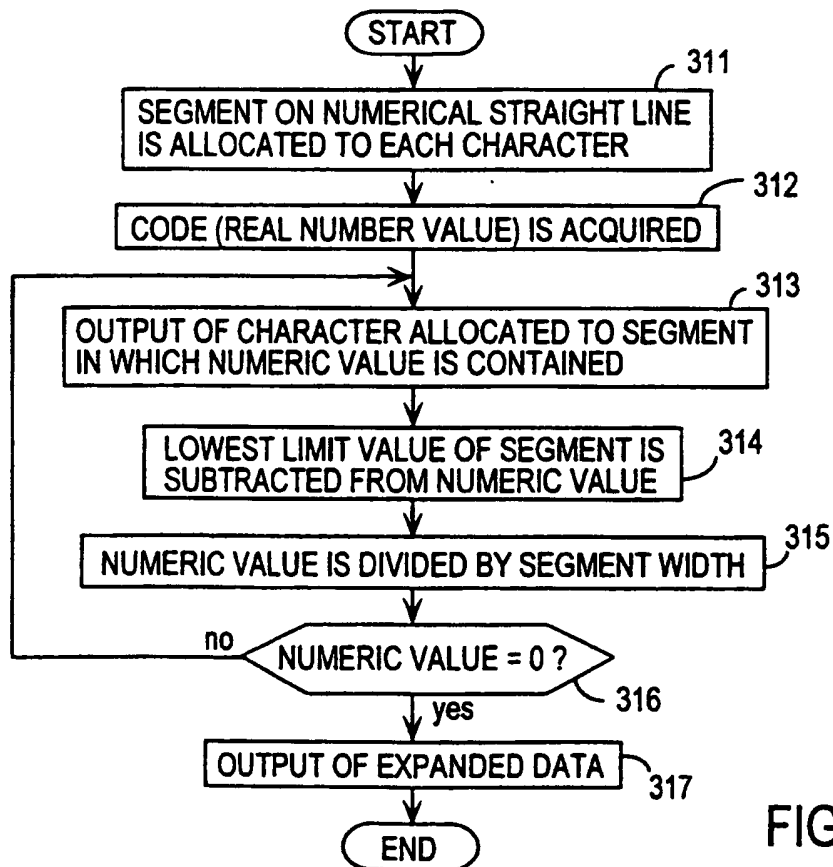 START
311
SEGMENT ON NUMERICAL STRAIGHT LINE
IS ALLOCATED TO EACH CHARACTER
312
CODE (REAL NUMBER VALUE) IS ACQUIRED
313
OUTPUT OF CHARACTER ALLOCATED TO SEGMENT
IN WHICH NUMERIC VALUE IS CONTAINED
LOWEST LIMIT VALUE OF SEGMENT IS
SUBTRACTED FROM NUMERIC VALUE
314
NUMERIC VALUE IS DIVIDED BY SEGMENT WIDTH
315
no
NUMERIC VALUE = 0 ?
316
yes
OUTPUT OF EXPANDED DATA
317
END
FIG